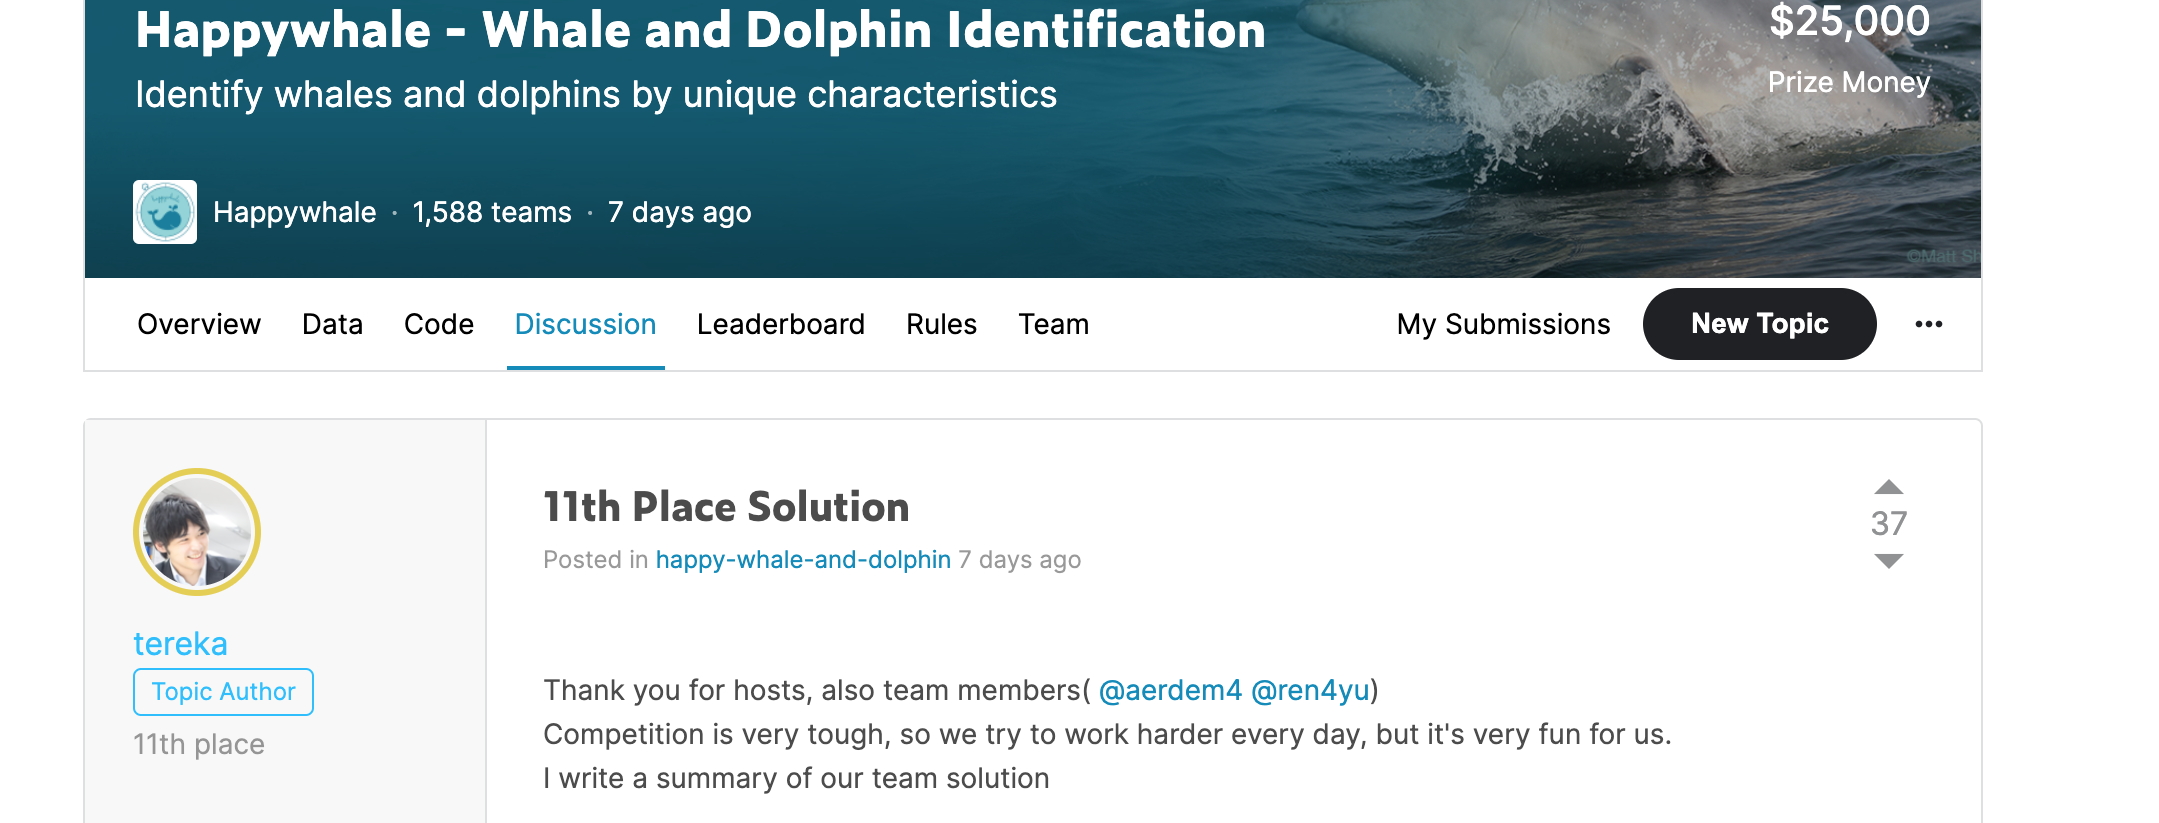 Happywhale - Whale and Dolphin Identification
$25,000
Identify whales and dolphins by unique characteristics
Prize Money
Happywhale · 1,588 teams · 7 days ago
©Matt Sh
Overview Data Code Discussion Leaderboard Rules Team My Submissions New Topic •••
11th Place Solution
37
Posted in happy-whale-and-dolphin 7 days ago
tereka
Topic Author
11th place
Thank you for hosts, also team members( @aerdem4 @ren4yu)
Competition is very tough, so we try to work harder every day, but it's very fun for us.
I write a summary of our team solution